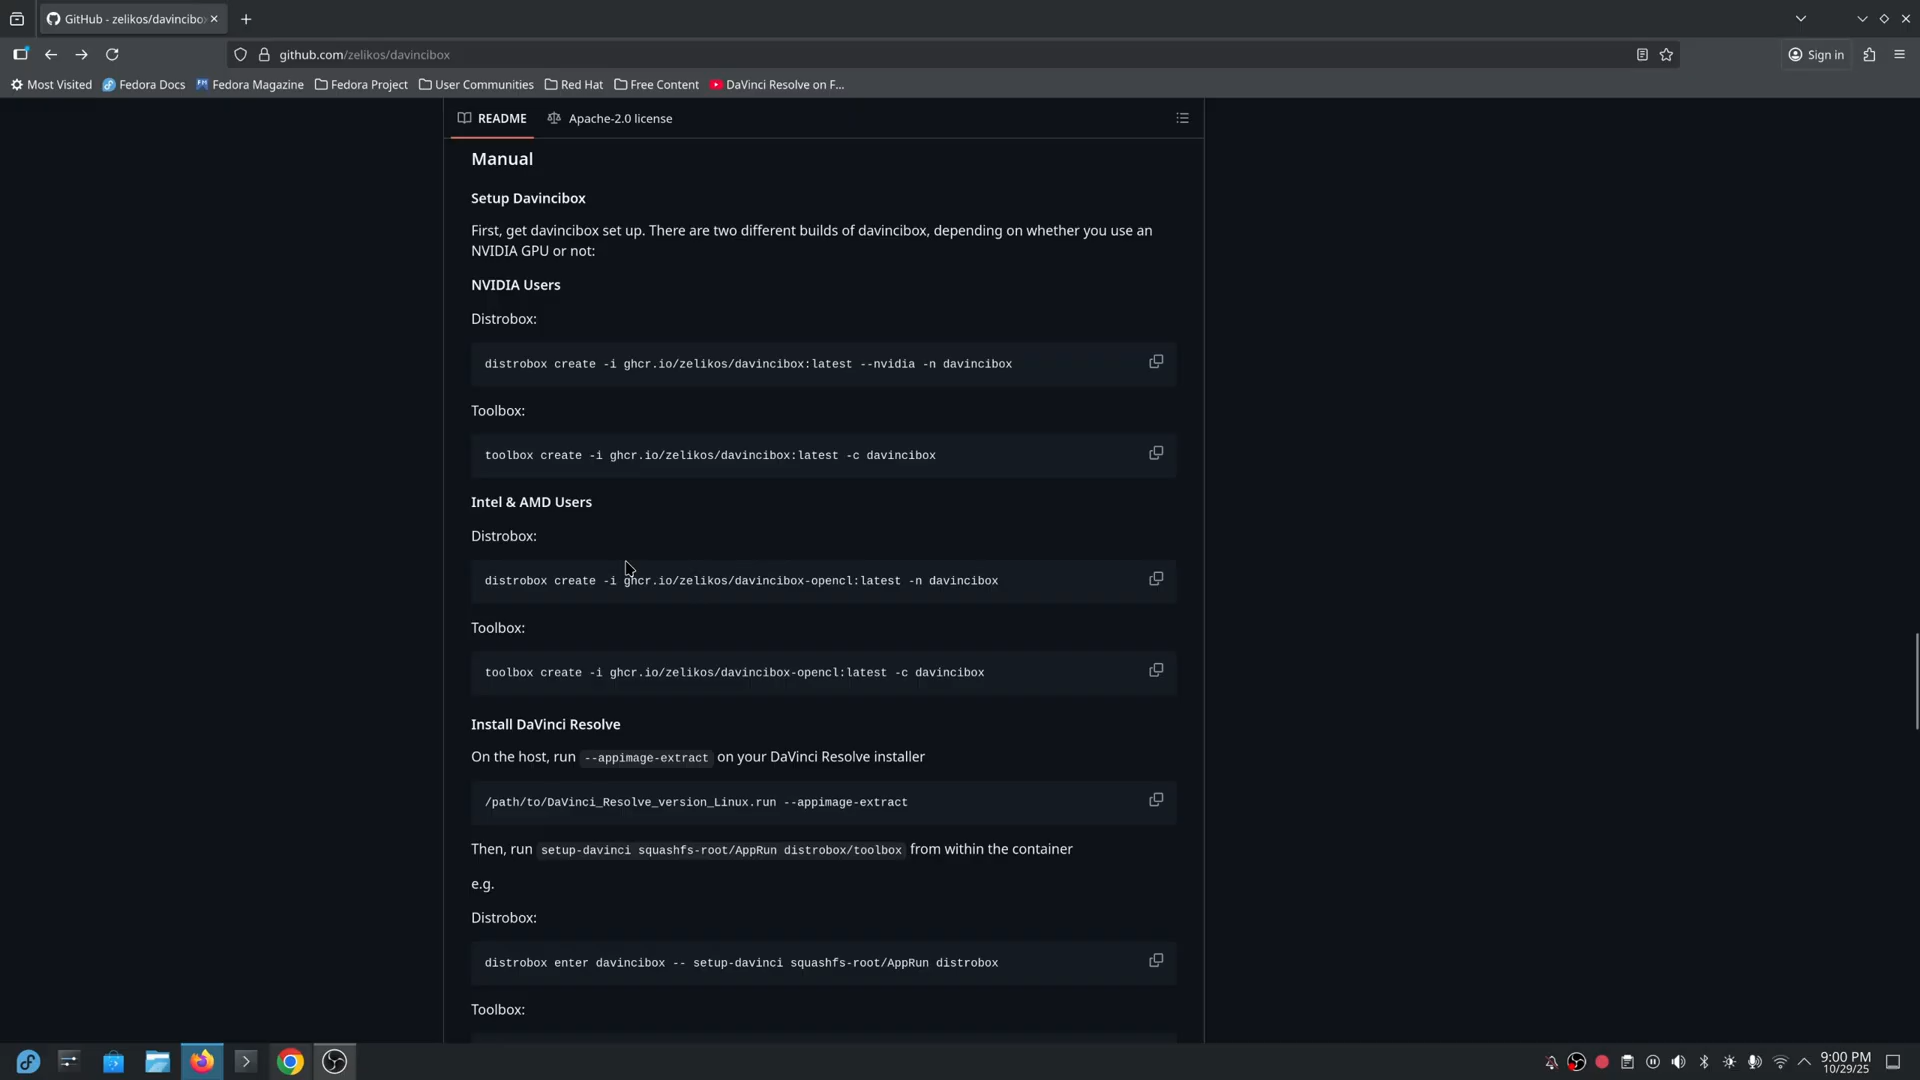 GitHub - zelikos/davincibo
github.com/zelikos/davincibox
Sign in
Most Visited
Fedora Docs
Fedora Magazine
Fedora Project
User Communities
Red Hat
Free Content
DaVinci Resolve on F...
README
Apache-2.0 license
Manual
Setup Davincibox
First, get davincibox set up. There are two different builds of davincibox, depending on whether you use an
NVIDIA GPU or not:
NVIDIA Users
Distrobox:
distrobox create -i ghcr.io/zelikos/davincibox:latest --nvidia -n davincibox
Toolbox:
toolbox create -i ghcr.io/zelikos/davincibox:latest -c davincibox
Intel & AMD Users
Distrobox:
distrobox create -i ghcr.io/zelikos/davincibox-opencl:latest -n davincibox
Toolbox:
toolbox create -i ghcr.io/zelikos/davincibox-opencl:latest -c davincibox
Install DaVinci Resolve
On the host, run --appimage-extract on your DaVinci Resolve installer
/path/to/DaVinci_Resolve_version_Linux.run --appimage-extract
Then, run setup-davinci squashfs-root/AppRun distrobox/toolbox from within the container
e.g.
Distrobox:
distrobox enter davincibox -- setup-davinci squashfs-root/AppRun distrobox
Toolbox:
9:00 PM
10/29/25